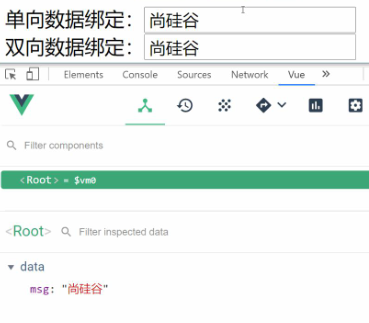 单向数据绑定：尚硅谷
双向数据绑定：尚硅谷
Elements Console Sources Network Vue »
Filter components
<Root> = $vm0
<Root> Filter inspected data
data
msg: "尚硅谷"